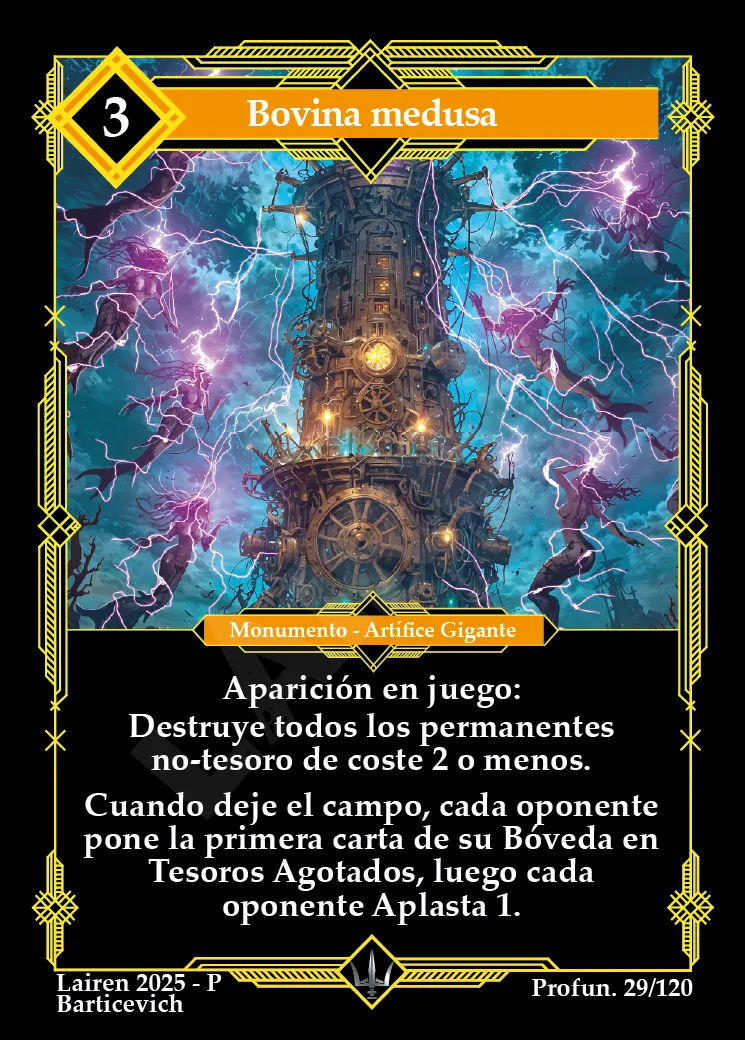 3
Bovina medusa
Monumento - Artífice Gigante
Aparición en juego:
Destruye todos los permanentes
no-tesoro de coste 2 o menos.
Cuando deje el campo, cada oponente
pone la primera carta de su Bóveda en
Tesoros Agotados, luego cada
oponente Aplasta 1.
Lairen 2025 - P
Barticevich
Profun. 29/120